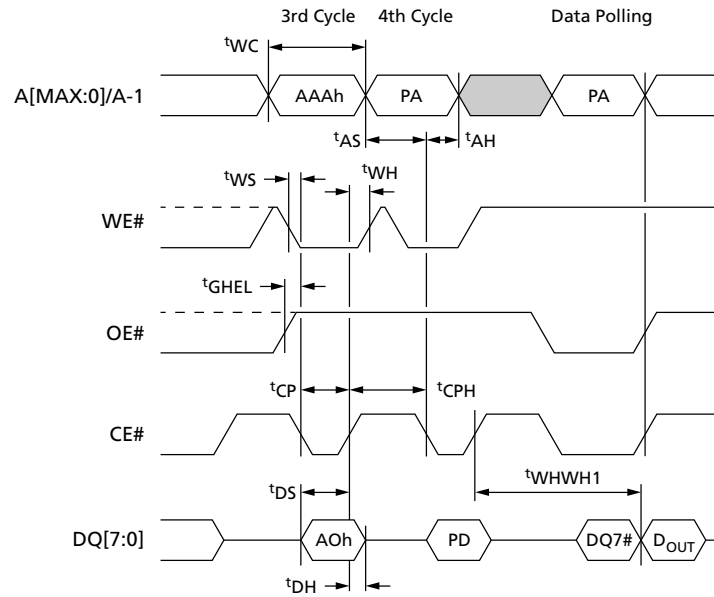 3rd Cycle 4th Cycle Data Polling
tWC
A[MAX:0]/A-1 AAAh PA PA
tAS tAH
tWS tWH
WE#
tGHEL
OE#
tCP tCPH
CE#
tWHWH1
tDS
DQ[7:0] AOh PD DQ7# DOUT
tDH